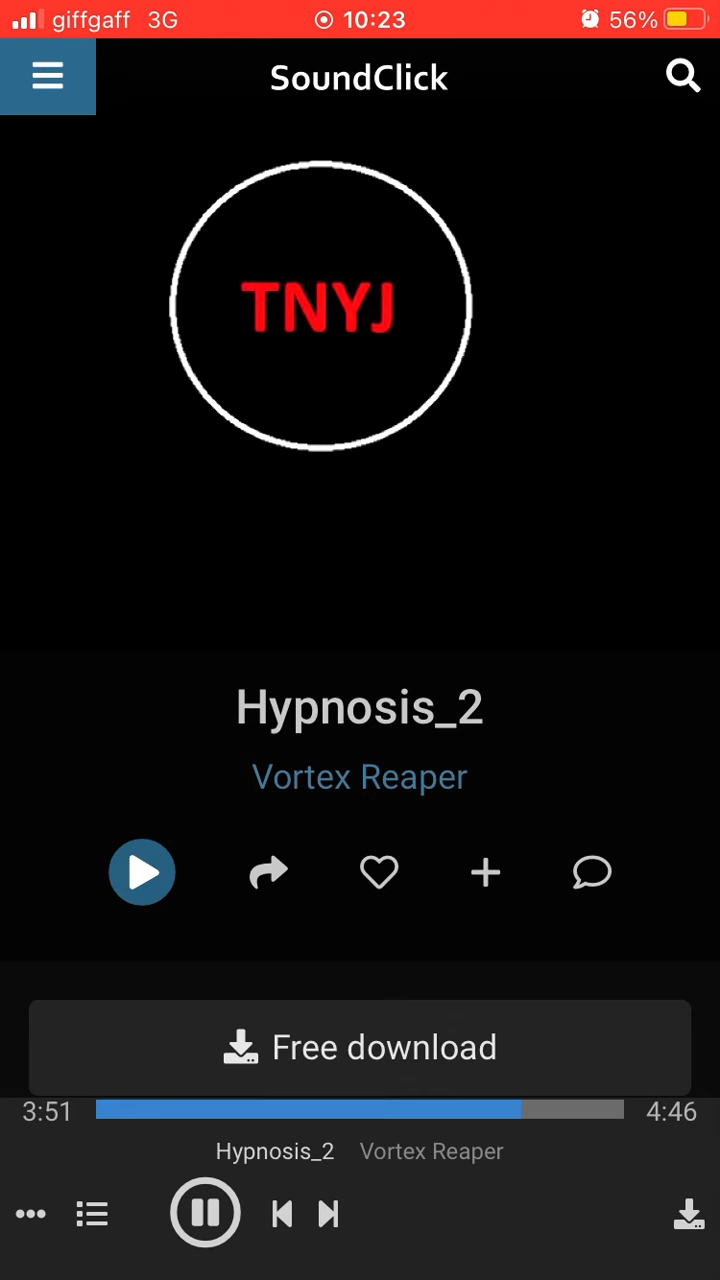 giffgaff 3G 10:23 56%
SoundClick
TNYJ
Hypnosis_2
Vortex Reaper
Free download
3:51 4:46
Hypnosis_2 Vortex Reaper